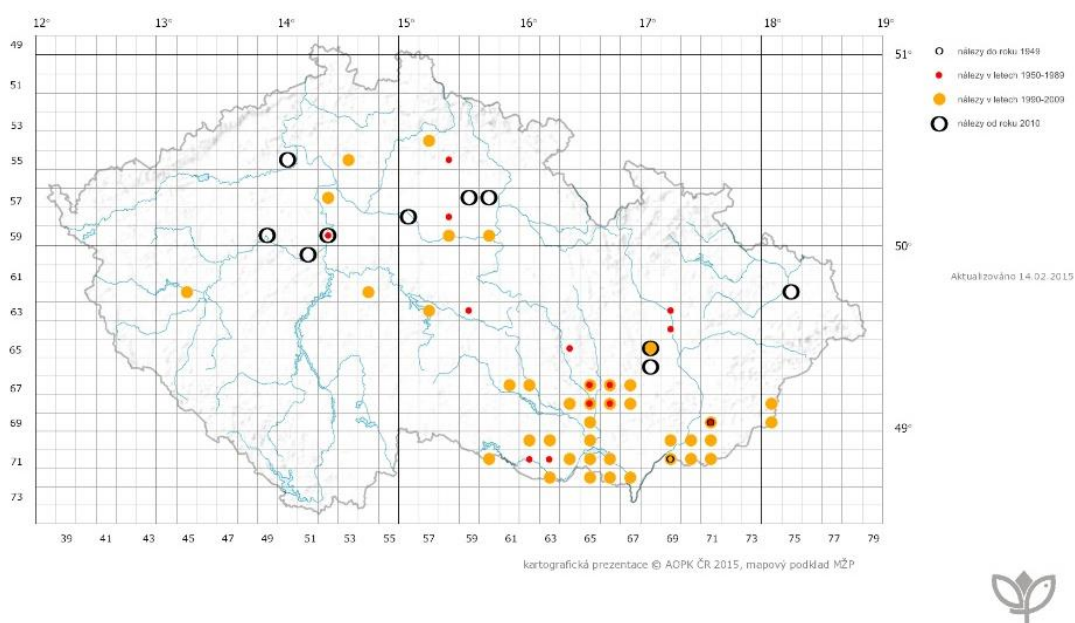 12° 13° 14° 15° 16° 17° 18° 19°
49 51°
51
53
55
57
59 50°
61
63
65
67
69 49°
71
73
39 41 43 45 47 49 51 53 55 57 59 61 63 65 67 69 71 73 75 77 79
nálezy do roku 1949
nálezy v letech 1950-1989
nálezy v letech 1990-2009
nálezy od roku 2010
Aktualizováno 14.02.2015
kartografická prezentace © AOPK ČR 2015, mapový podklad MŽP